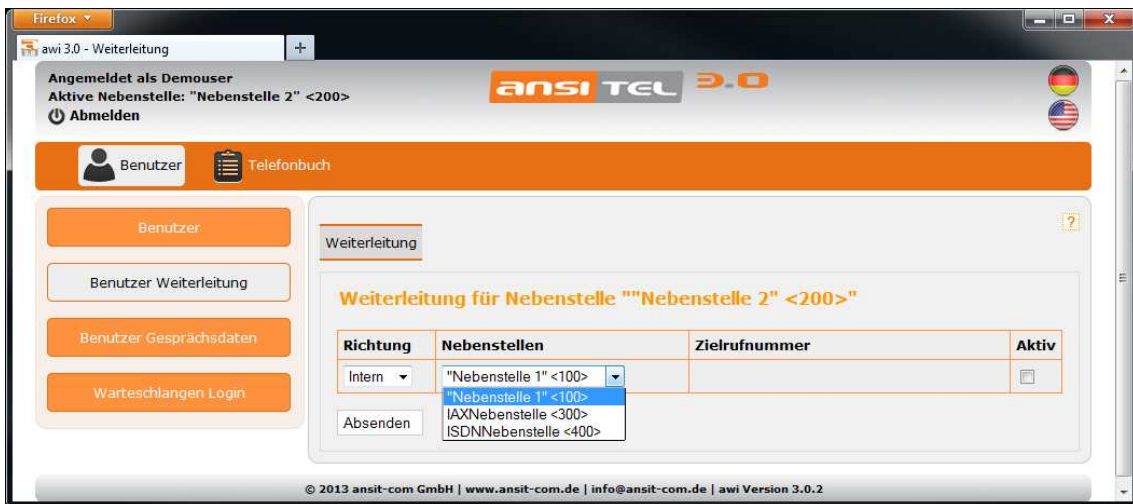 Firefox
awi 3.0 - Weiterleitung
Angemeldet als Demouser
Aktive Nebenstelle: "Nebenstelle 2" <200>
Abmelden
ansi TEL 3.0
Benutzer
Telefonbuch
Benutzer
Benutzer Weiterleitung
Benutzer Gesprächsdaten
Warteschlangen Login
?
Weiterleitung
Weiterleitung für Nebenstelle ""Nebenstelle 2" <200>"
Richtung Nebenstellen Zielrufnummer Aktiv
Intern "Nebenstelle 1" <100>
"Nebenstelle 1" <100>
IAXNebenstelle <300>
ISDNNebenstelle <400>
Absenden
© 2013 ansit-com GmbH | www.ansit-com.de | info@ansit-com.de | awi Version 3.0.2